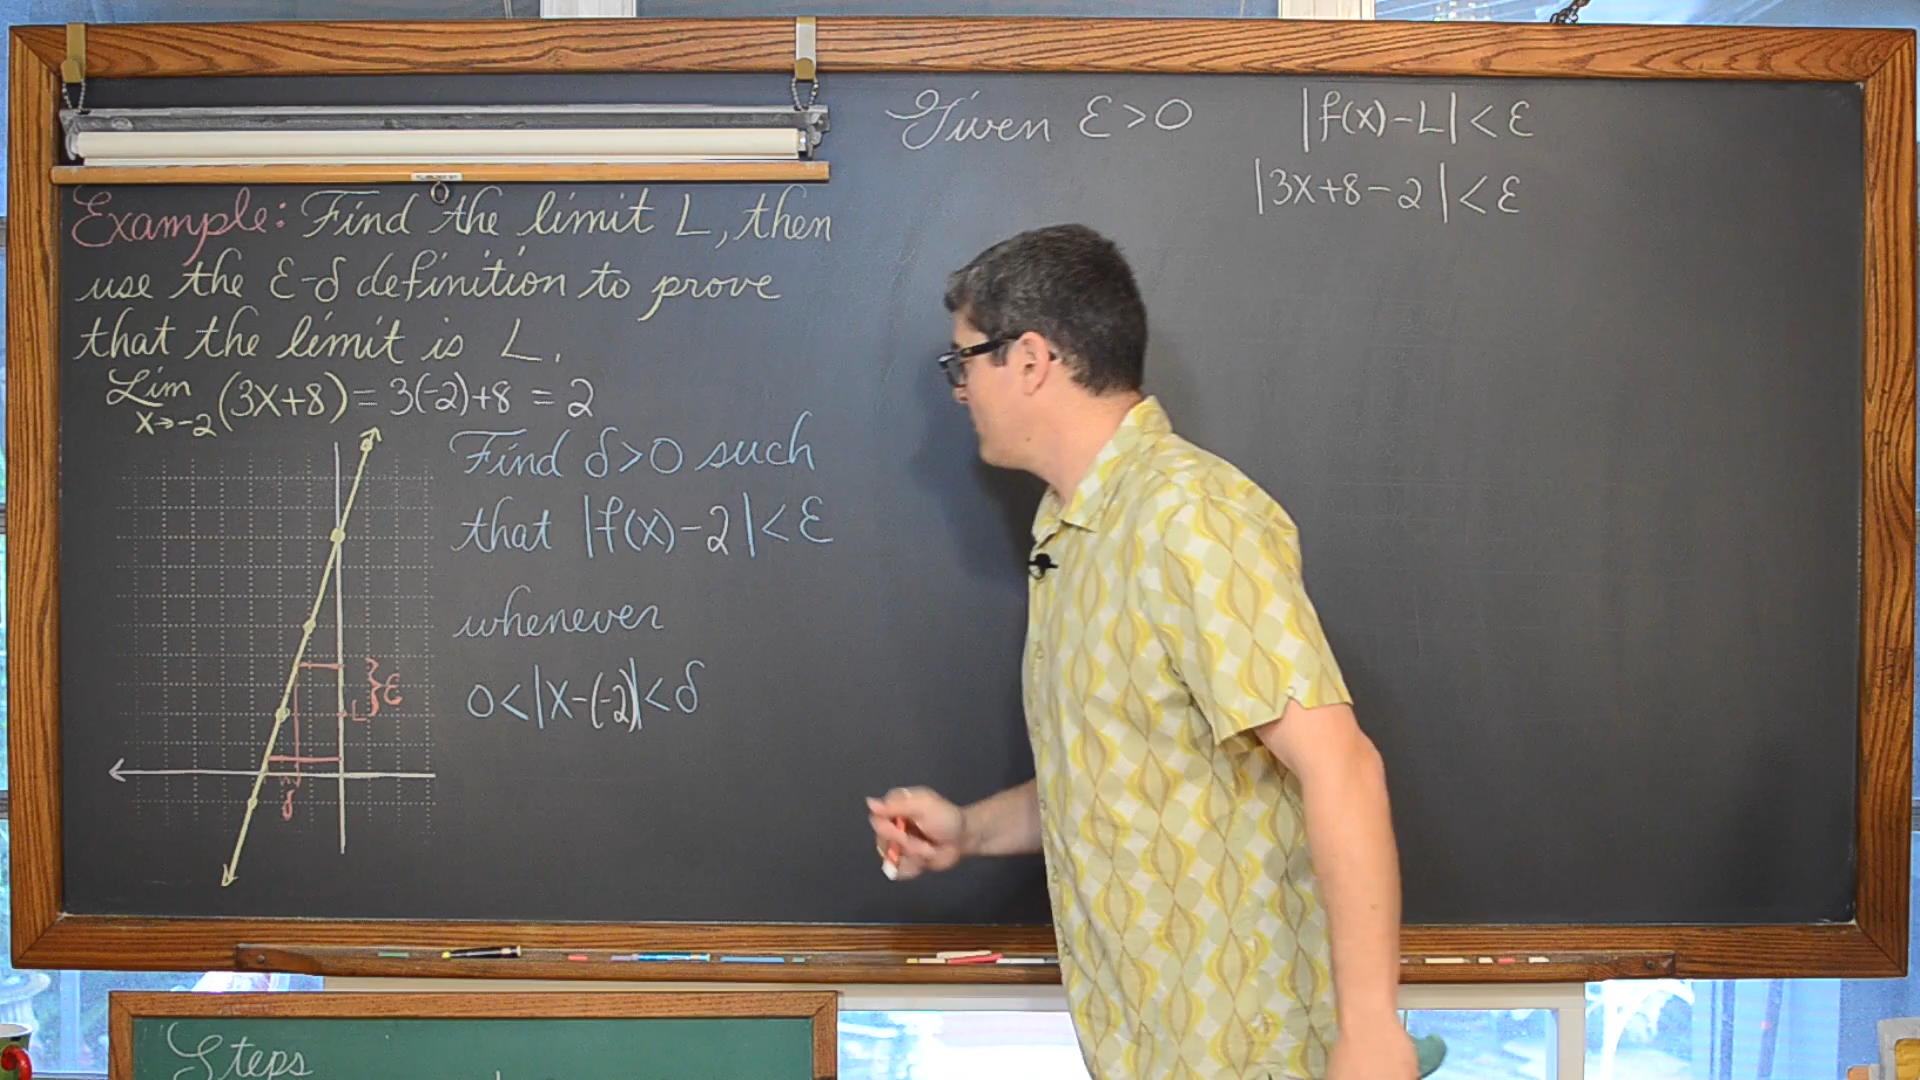 Example: Find the limit L, then
use the ε-δ definition to prove
that the limit is L.
Lim (3x+8) = 3(-2)+8 = 2
x→-2
Find δ>0 such
that |f(x)-2|<ε
whenever
0<|x-(-2)|<δ
ε
L
δ
Given ε>0 |f(x)-L|<ε
|3x+8-2|<ε
Steps